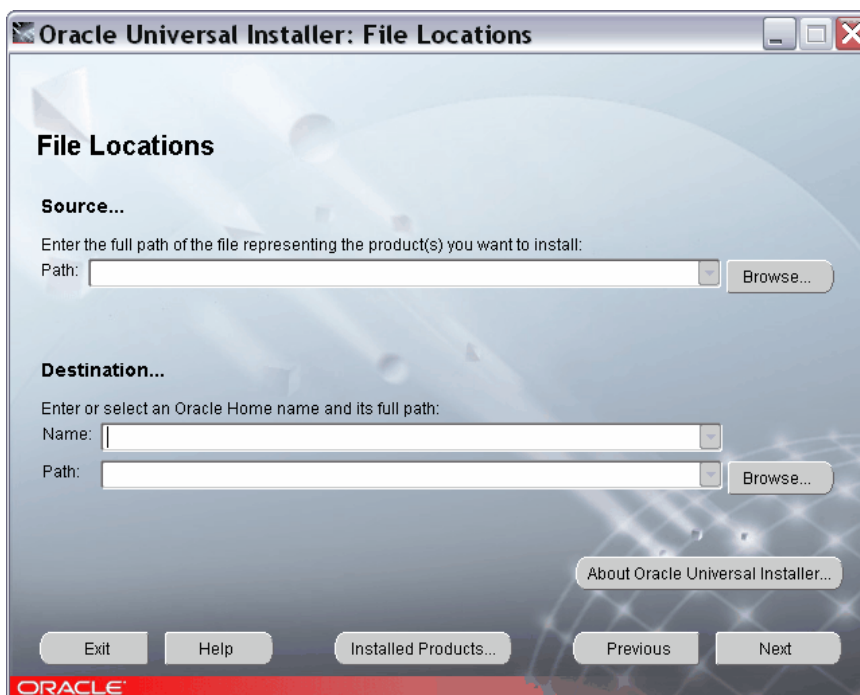 Oracle Universal Installer: File Locations
File Locations
Source...
Enter the full path of the file representing the product(s) you want to install:
Path:
Browse...
Destination...
Enter or select an Oracle Home name and its full path:
Name:
Path:
Browse...
About Oracle Universal Installer...
Exit Help Installed Products... Previous Next
ORACLE